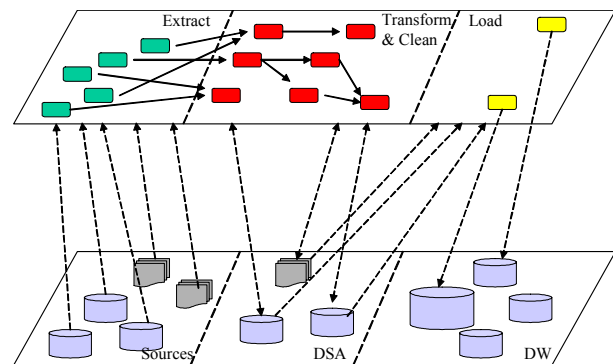 Extract
Transform
& Clean
Load
Sources
DSA
DW